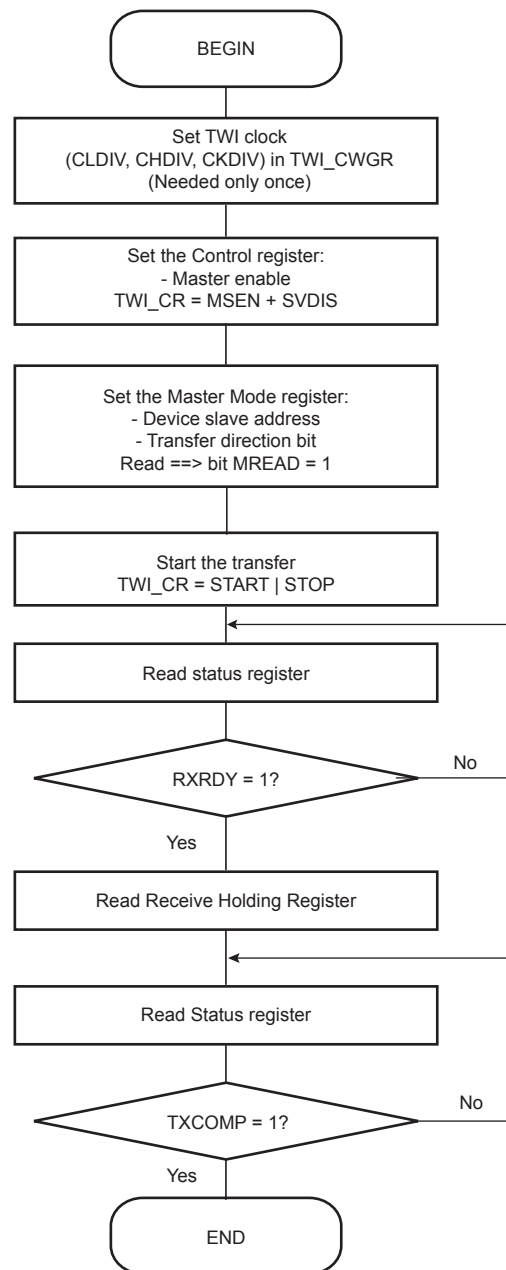 BEGIN
Set TWI clock
(CLDIV, CHDIV, CKDIV) in TWI_CWGR
(Needed only once)
Set the Control register:
- Master enable
TWI_CR = MSEN + SVDIS
Set the Master Mode register:
- Device slave address
- Transfer direction bit
Read ==> bit MREAD = 1
Start the transfer
TWI_CR = START | STOP
Read status register
RXRDY = 1?
No
Yes
Read Receive Holding Register
Read Status register
TXCOMP = 1?
No
Yes
END